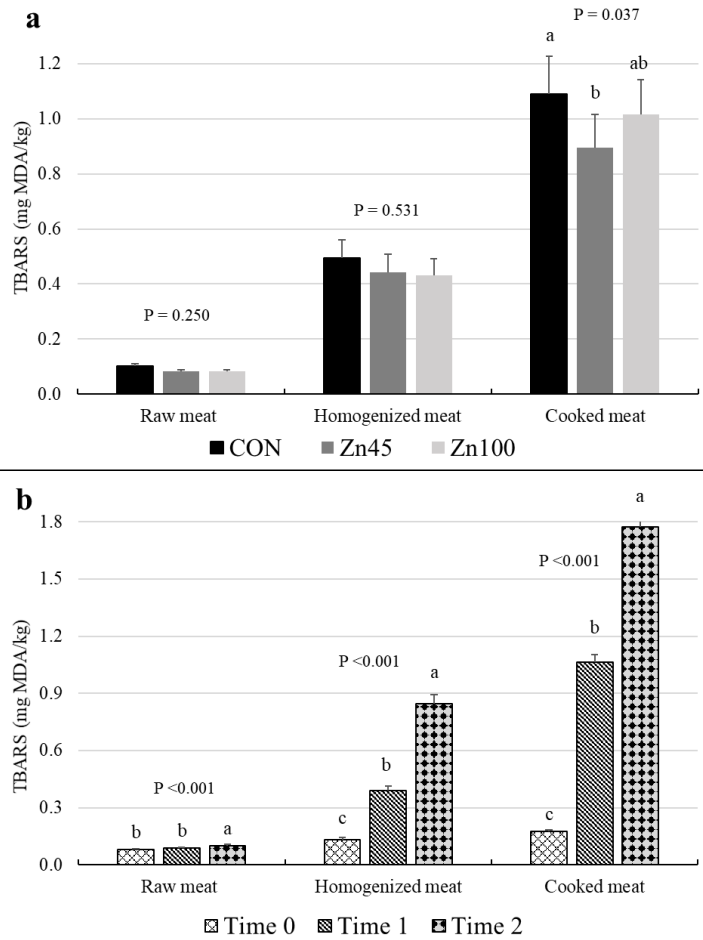 a
P = 0.037
a
ab
b
1.2
1.0
0.8
0.6
0.4
0.2
0.0
TBARS (mg MDA/kg)
P = 0.531
P = 0.250
Raw meat Homogenized meat Cooked meat
CON Zn45 Zn100
b
1.8
1.5
1.2
0.9
0.6
0.3
0.0
TBARS (mg MDA/kg)
a
P <0.001
b
c
P <0.001
a
b
c
P <0.001
b b a
Raw meat Homogenized meat Cooked meat
Time 0 Time 1 Time 2